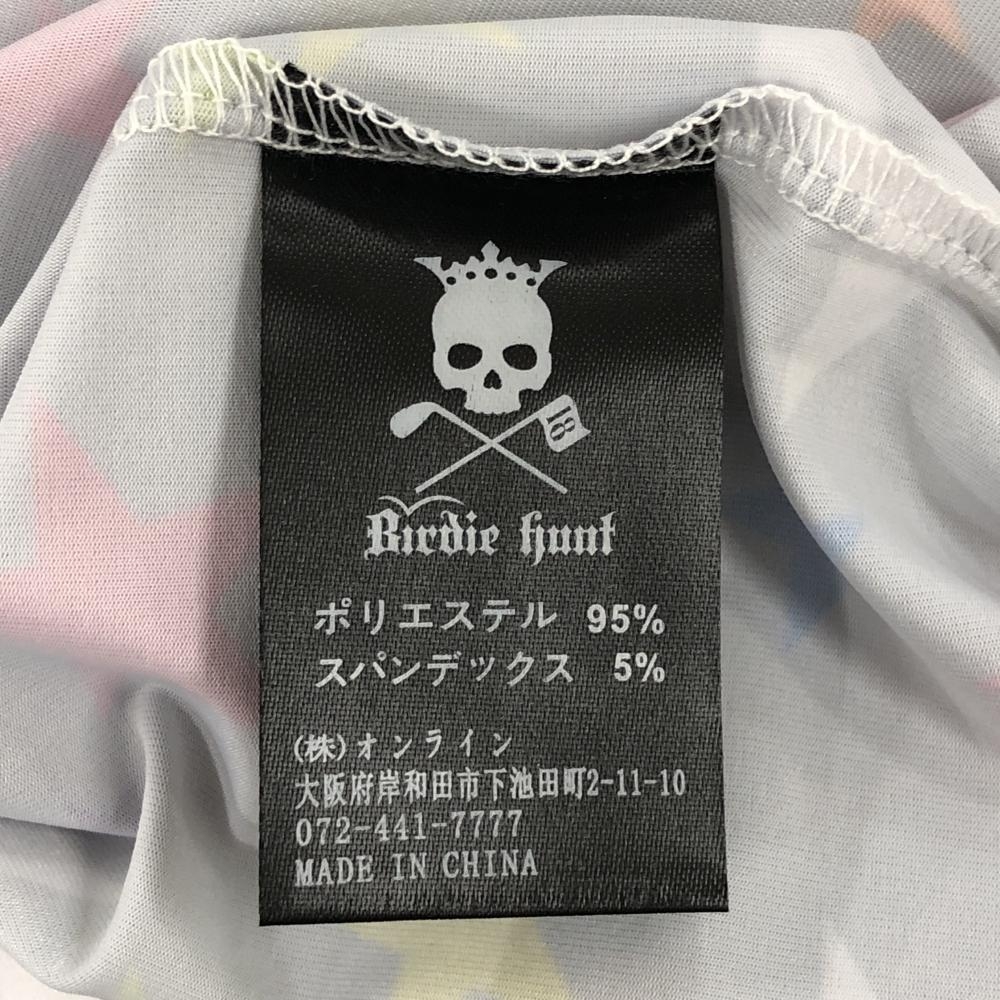 18
Birdie hunt
ポリエステル 95%
スパンデックス 5%
(株)オンライン
大阪府岸和田市下池田町2-11-10
072-441-7777
MADE IN CHINA